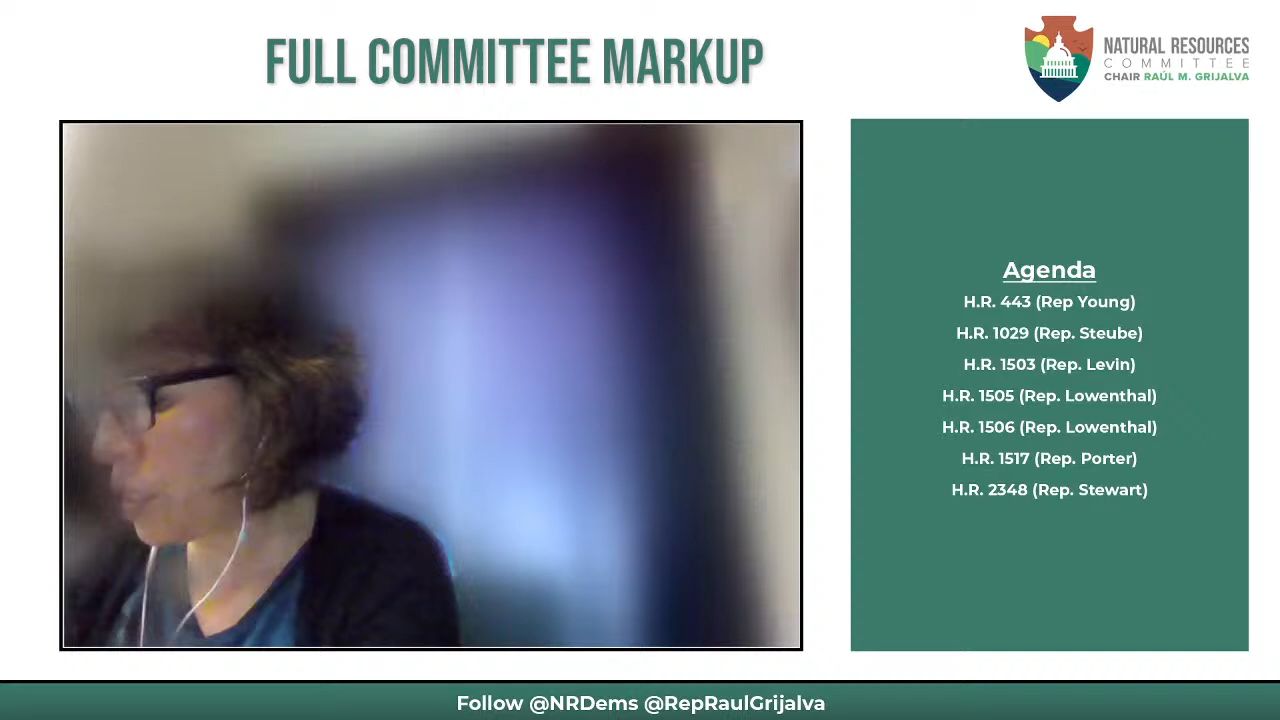 FULL COMMITTEE MARKUP
NATURAL RESOURCES
COMMITTEE
CHAIR RAÚL M. GRIJALVA
Agenda
H.R. 443 (Rep Young)
H.R. 1029 (Rep. Steube)
H.R. 1503 (Rep. Levin)
H.R. 1505 (Rep. Lowenthal)
H.R. 1506 (Rep. Lowenthal)
H.R. 1517 (Rep. Porter)
H.R. 2348 (Rep. Stewart)
Follow @NRDems @RepRaulGrijalva